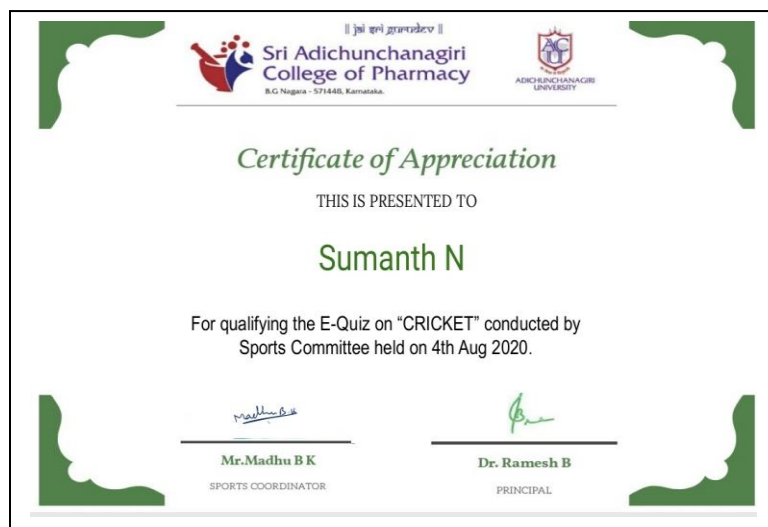 || jai sri gurudev ||
Sri Adichunchanagiri
College of Pharmacy
B.G Nagara - 571448, Karnataka.
ACU
ADICHUNCHANAGIRI
UNIVERSITY
Certificate of Appreciation
THIS IS PRESENTED TO
Sumanth N
For qualifying the E-Quiz on “CRICKET” conducted by
Sports Committee held on 4th Aug 2020.
Madhu B K
Mr.Madhu B K
SPORTS COORDINATOR
Dr. Ramesh B
PRINCIPAL